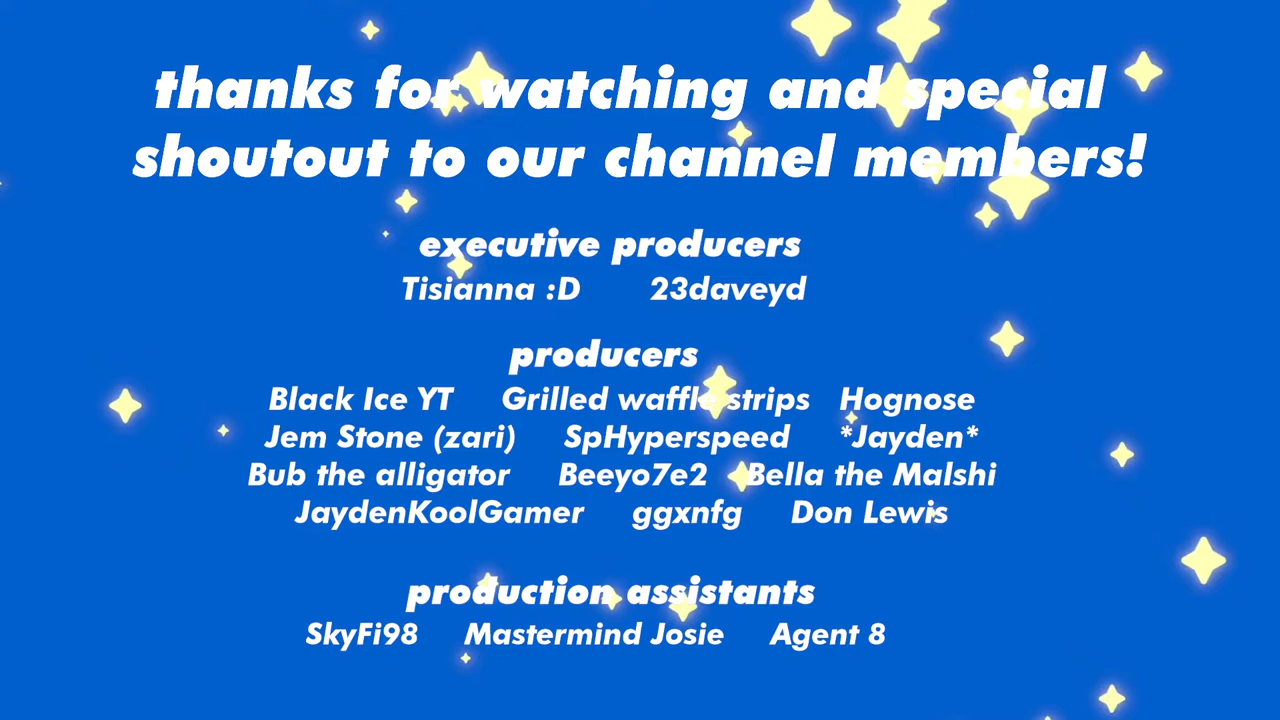 thanks for watching and special
shoutout to our channel members!
executive producers
Tisianna :D 23daveyd
producers
Black Ice YT Grilled waffle strips Hognose
Jem Stone (zari) SpHyperspeed *Jayden*
Bub the alligator Beeyo7e2 Bella the Malshi
JaydenKoolGamer ggxnfg Don Lewis
production assistants
SkyFi98 Mastermind Josie Agent 8